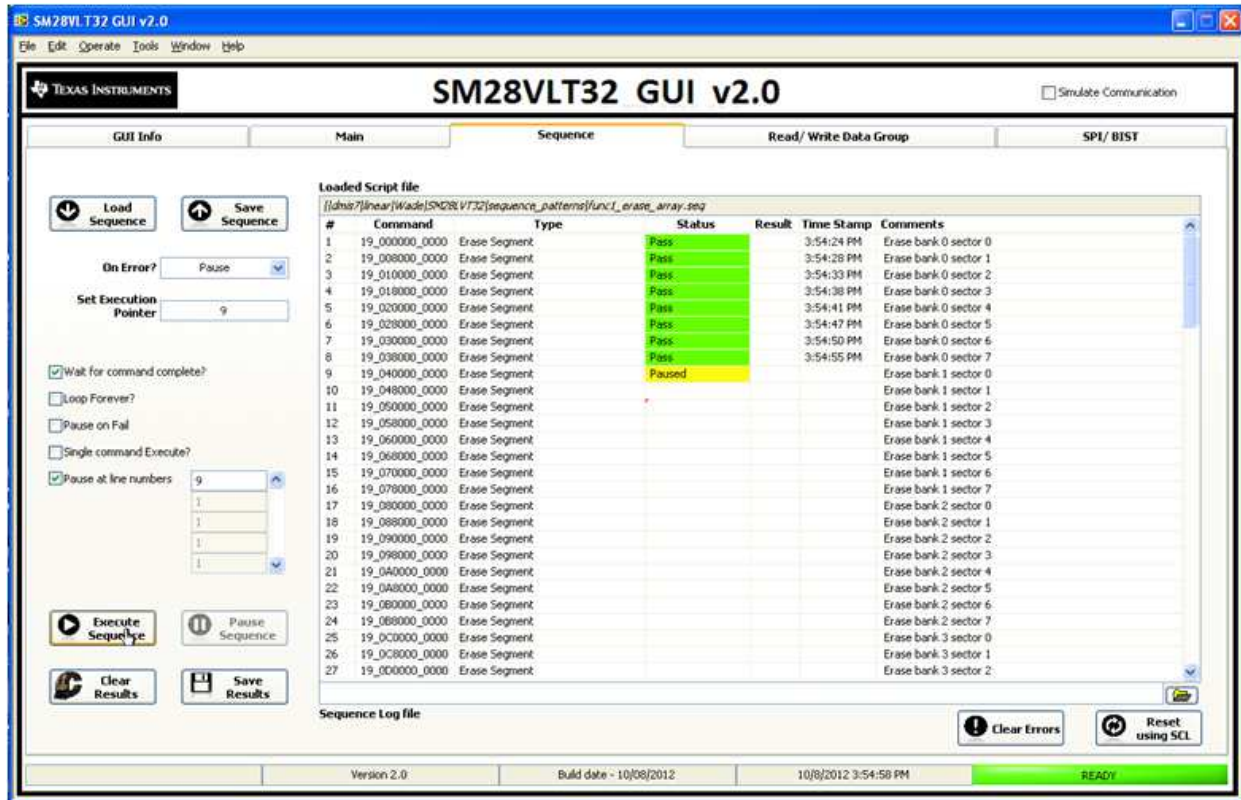 SM28VLT32 GUI v2.0
File Edit Operate Tools Window Help
TEXAS INSTRUMENTS
SM28VLT32 GUI v2.0
Simulate Communication
GUI Info Main Sequence Read/ Write Data Group SPI/ BIST
Load Sequence
Save Sequence
On Error? Pause
Set Execution Pointer 9
Wait for command complete?
Loop Forever?
Pause on Fail
Single command Execute?
Pause at line numbers 9
1
1
1
1
Execute Sequence
Pause Sequence
Clear Results
Save Results
Loaded Script file
\\dmis7\linear\Wade\SM28LVT32\sequence_patterns\func1_erase_array.seq
# Command Type Status Result Time Stamp Comments
1 19_000000_0000 Erase Segment Pass 3:54:24 PM Erase bank 0 sector 0
2 19_008000_0000 Erase Segment Pass 3:54:28 PM Erase bank 0 sector 1
3 19_010000_0000 Erase Segment Pass 3:54:33 PM Erase bank 0 sector 2
4 19_018000_0000 Erase Segment Pass 3:54:38 PM Erase bank 0 sector 3
5 19_020000_0000 Erase Segment Pass 3:54:41 PM Erase bank 0 sector 4
6 19_028000_0000 Erase Segment Pass 3:54:47 PM Erase bank 0 sector 5
7 19_030000_0000 Erase Segment Pass 3:54:50 PM Erase bank 0 sector 6
8 19_038000_0000 Erase Segment Pass 3:54:55 PM Erase bank 0 sector 7
9 19_040000_0000 Erase Segment Paused Erase bank 1 sector 0
10 19_048000_0000 Erase Segment Erase bank 1 sector 1
11 19_050000_0000 Erase Segment Erase bank 1 sector 2
12 19_058000_0000 Erase Segment Erase bank 1 sector 3
13 19_060000_0000 Erase Segment Erase bank 1 sector 4
14 19_068000_0000 Erase Segment Erase bank 1 sector 5
15 19_070000_0000 Erase Segment Erase bank 1 sector 6
16 19_078000_0000 Erase Segment Erase bank 1 sector 7
17 19_080000_0000 Erase Segment Erase bank 2 sector 0
18 19_088000_0000 Erase Segment Erase bank 2 sector 1
19 19_090000_0000 Erase Segment Erase bank 2 sector 2
20 19_098000_0000 Erase Segment Erase bank 2 sector 3
21 19_0A0000_0000 Erase Segment Erase bank 2 sector 4
22 19_0A8000_0000 Erase Segment Erase bank 2 sector 5
23 19_0B0000_0000 Erase Segment Erase bank 2 sector 6
24 19_0B8000_0000 Erase Segment Erase bank 2 sector 7
25 19_0C0000_0000 Erase Segment Erase bank 3 sector 0
26 19_0C8000_0000 Erase Segment Erase bank 3 sector 1
27 19_0D0000_0000 Erase Segment Erase bank 3 sector 2
Sequence Log file
Clear Errors
Reset using SCL
Version 2.0 Build date - 10/08/2012 10/8/2012 3:54:58 PM READY